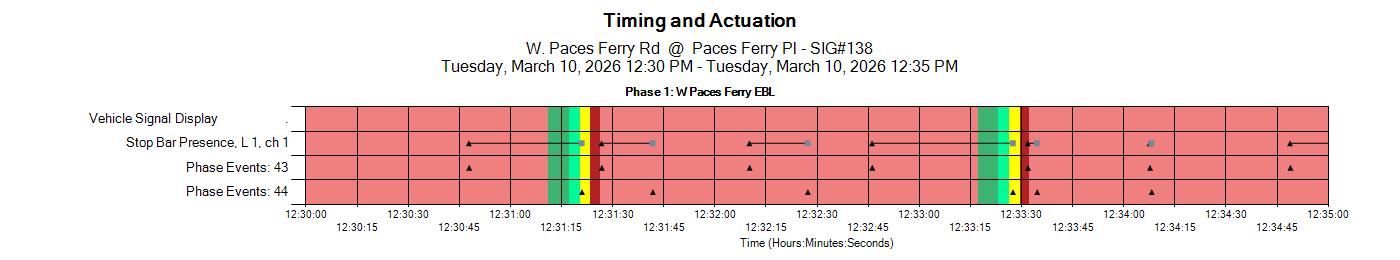 Timing and Actuation
W. Paces Ferry Rd @ Paces Ferry Pl - SIG#138
Tuesday, March 10, 2026 12:30 PM - Tuesday, March 10, 2026 12:35 PM
Phase 1: W Paces Ferry EBL
Vehicle Signal Display .
Stop Bar Presence, L 1, ch 1
Phase Events: 43
Phase Events: 44
12:30:00 12:30:30 12:31:00 12:31:30 12:32:00 12:32:30 12:33:00 12:33:30 12:34:00 12:34:30 12:35:00
12:30:15 12:30:45 12:31:15 12:31:45 12:32:15 12:32:45 12:33:15 12:33:45 12:34:15 12:34:45
Time (Hours:Minutes:Seconds)